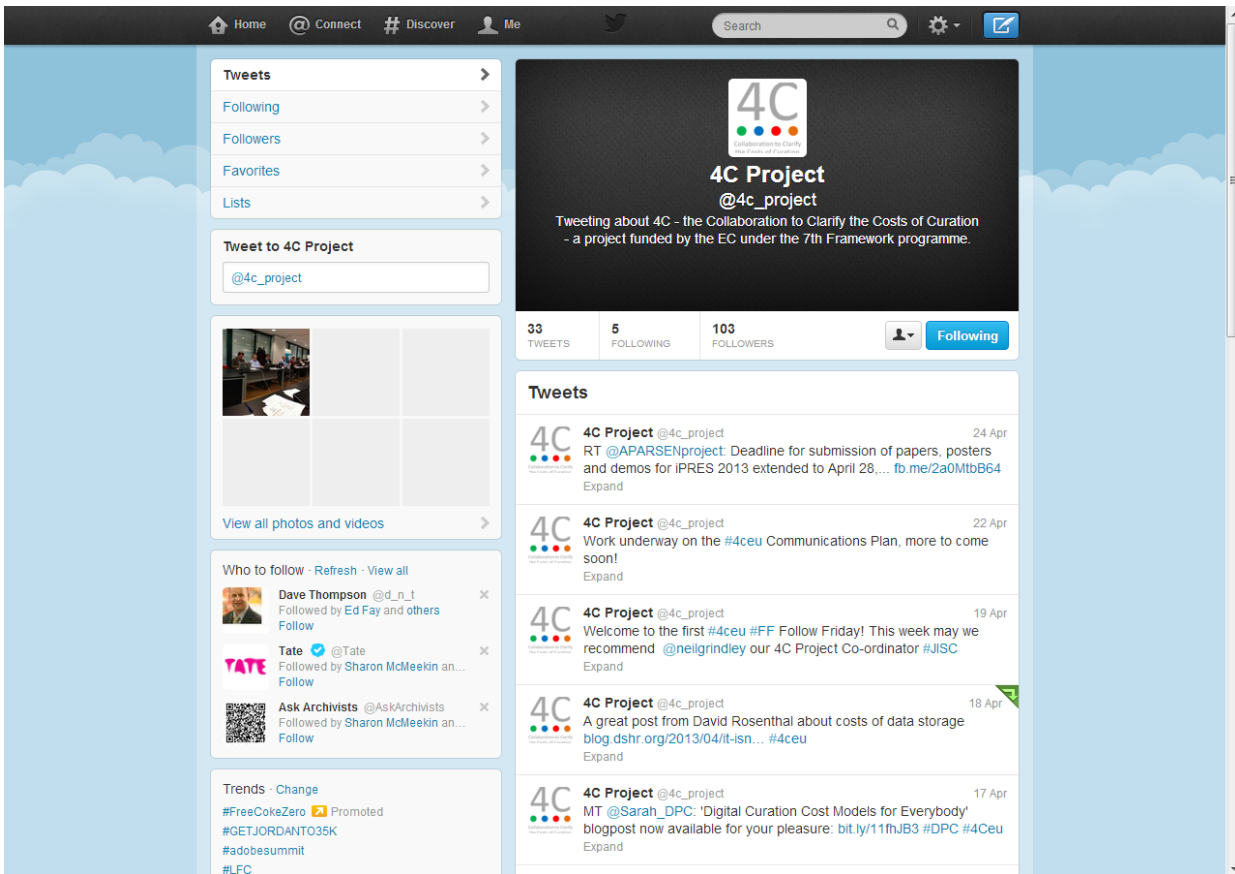 Home @ Connect # Discover Me Search
Tweets
Following
Followers
Favorites
Lists
Tweet to 4C Project
@4c_project
View all photos and videos
Who to follow · Refresh · View all
Dave Thompson @d_n_t
Followed by Ed Fay and others
Follow
Tate @Tate
Followed by Sharon McMeekin an...
Follow
Ask Archivists @AskArchivists
Followed by Sharon McMeekin an...
Follow
TATE
Trends · Change
#FreeCokeZero Promoted
#GETJORDANTO35K
#adobesummit
#LFC
4C
Collaboration to Clarify
the Costs of Curation
4C Project
@4c_project
Tweeting about 4C - the Collaboration to Clarify the Costs of Curation
- a project funded by the EC under the 7th Framework programme.
33 5 103
TWEETS FOLLOWING FOLLOWERS
Following
Tweets
4C
4C Project @4c_project 24 Apr
RT @APARSENproject: Deadline for submission of papers, posters
and demos for iPRES 2013 extended to April 28,... fb.me/2a0MtbB64
Expand
4C
4C Project @4c_project 22 Apr
Work underway on the #4ceu Communications Plan, more to come
soon!
Expand
4C
4C Project @4c_project 19 Apr
Welcome to the first #4ceu #FF Follow Friday! This week may we
recommend @neilgrindley our 4C Project Co-ordinator #JISC
Expand
4C
4C Project @4c_project 18 Apr
A great post from David Rosenthal about costs of data storage
blog.dshr.org/2013/04/it-isn... #4ceu
Expand
4C
4C Project @4c_project 17 Apr
MT @Sarah_DPC: 'Digital Curation Cost Models for Everybody'
blogpost now available for your pleasure: bit.ly/11fhJB3 #DPC #4Ceu
Expand